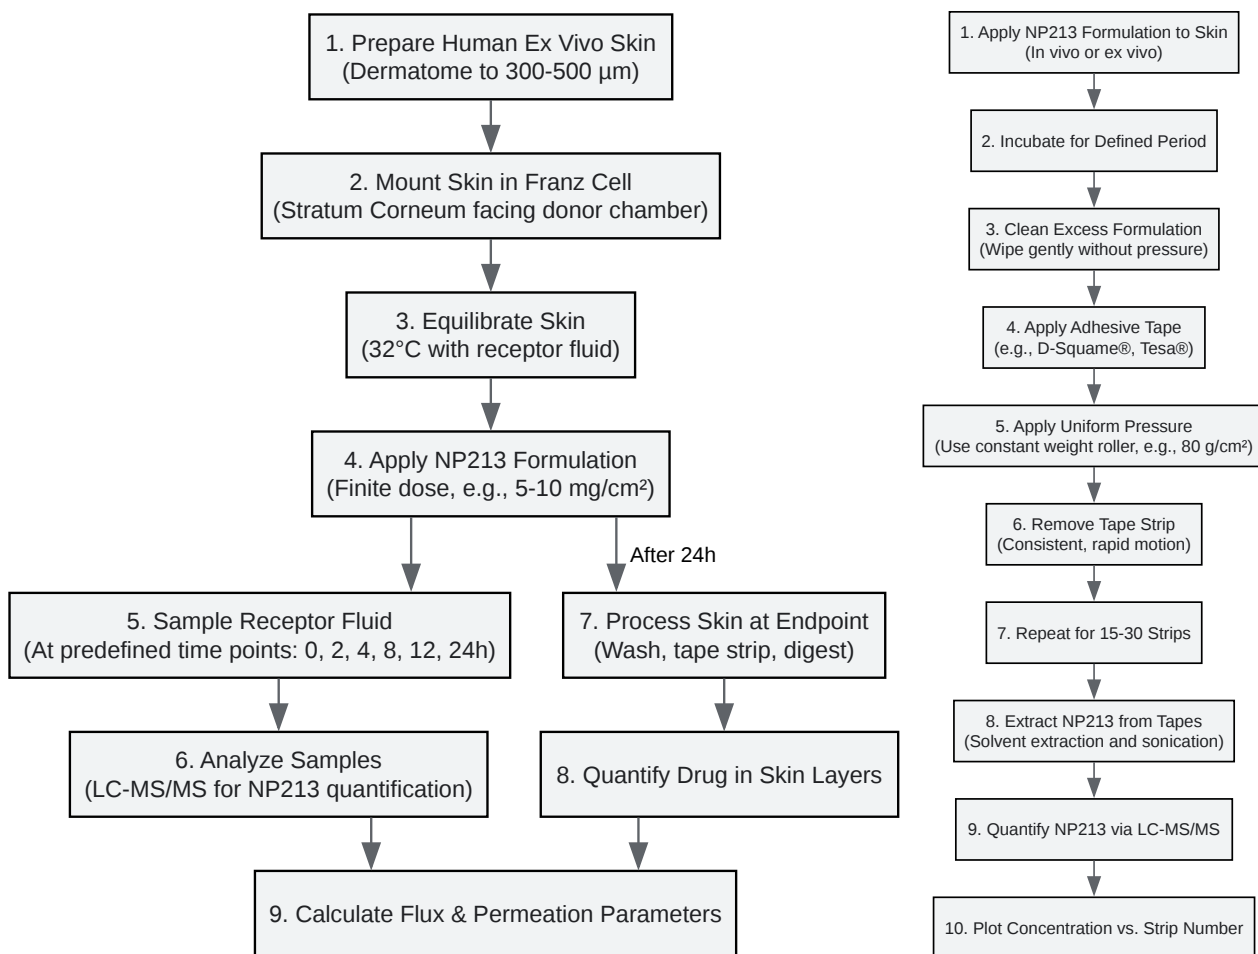 1. Prepare Human Ex Vivo Skin
(Dermatome to 300-500 µm)
2. Mount Skin in Franz Cell
(Stratum Corneum facing donor chamber)
3. Equilibrate Skin
(32°C with receptor fluid)
4. Apply NP213 Formulation
(Finite dose, e.g., 5-10 mg/cm²)
After 24h
5. Sample Receptor Fluid
(At predefined time points: 0, 2, 4, 8, 12, 24h)
7. Process Skin at Endpoint
(Wash, tape strip, digest)
6. Analyze Samples
(LC-MS/MS for NP213 quantification)
8. Quantify Drug in Skin Layers
9. Calculate Flux & Permeation Parameters
1. Apply NP213 Formulation to Skin
(In vivo or ex vivo)
2. Incubate for Defined Period
3. Clean Excess Formulation
(Wipe gently without pressure)
4. Apply Adhesive Tape
(e.g., D-Squame®, Tesa®)
5. Apply Uniform Pressure
(Use constant weight roller, e.g., 80 g/cm²)
6. Remove Tape Strip
(Consistent, rapid motion)
7. Repeat for 15-30 Strips
8. Extract NP213 from Tapes
(Solvent extraction and sonication)
9. Quantify NP213 via LC-MS/MS
10. Plot Concentration vs. Strip Number